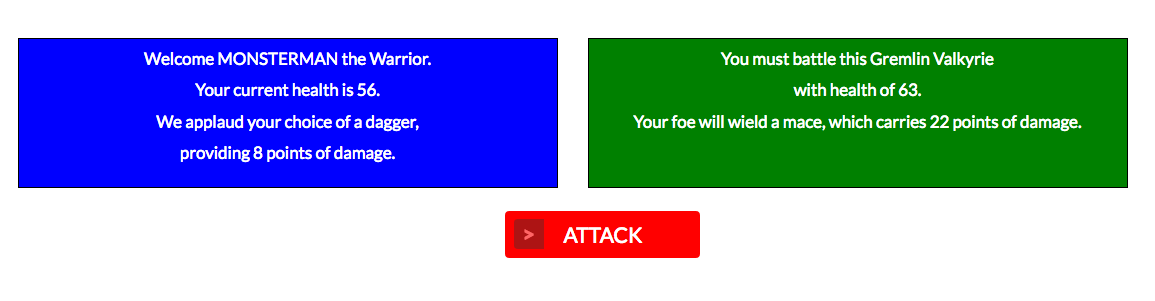 Welcome MONSTERMAN the Warrior.
Your current health is 56.
We applaud your choice of a dagger,
providing 8 points of damage.
You must battle this Gremlin Valkyrie
with health of 63.
Your foe will wield a mace, which carries 22 points of damage.
> ATTACK